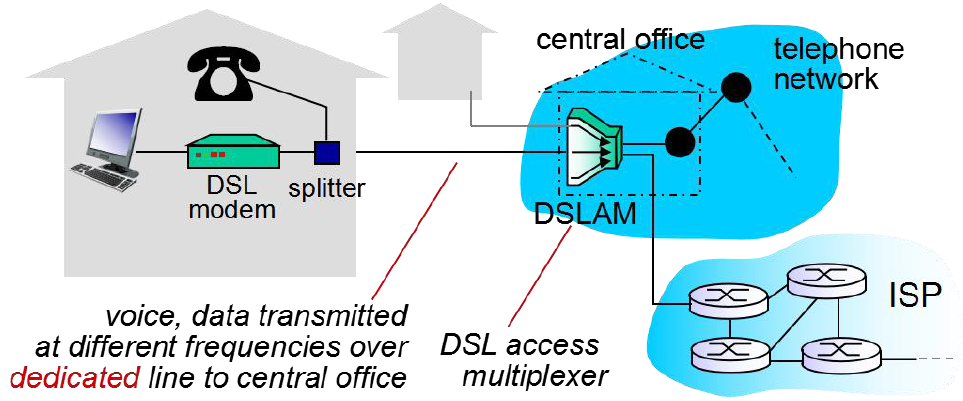 central office
telephone
network
DSL
modem
splitter
DSLAM
ISP
voice, data transmitted
at different frequencies over
dedicated line to central office
DSL access
multiplexer